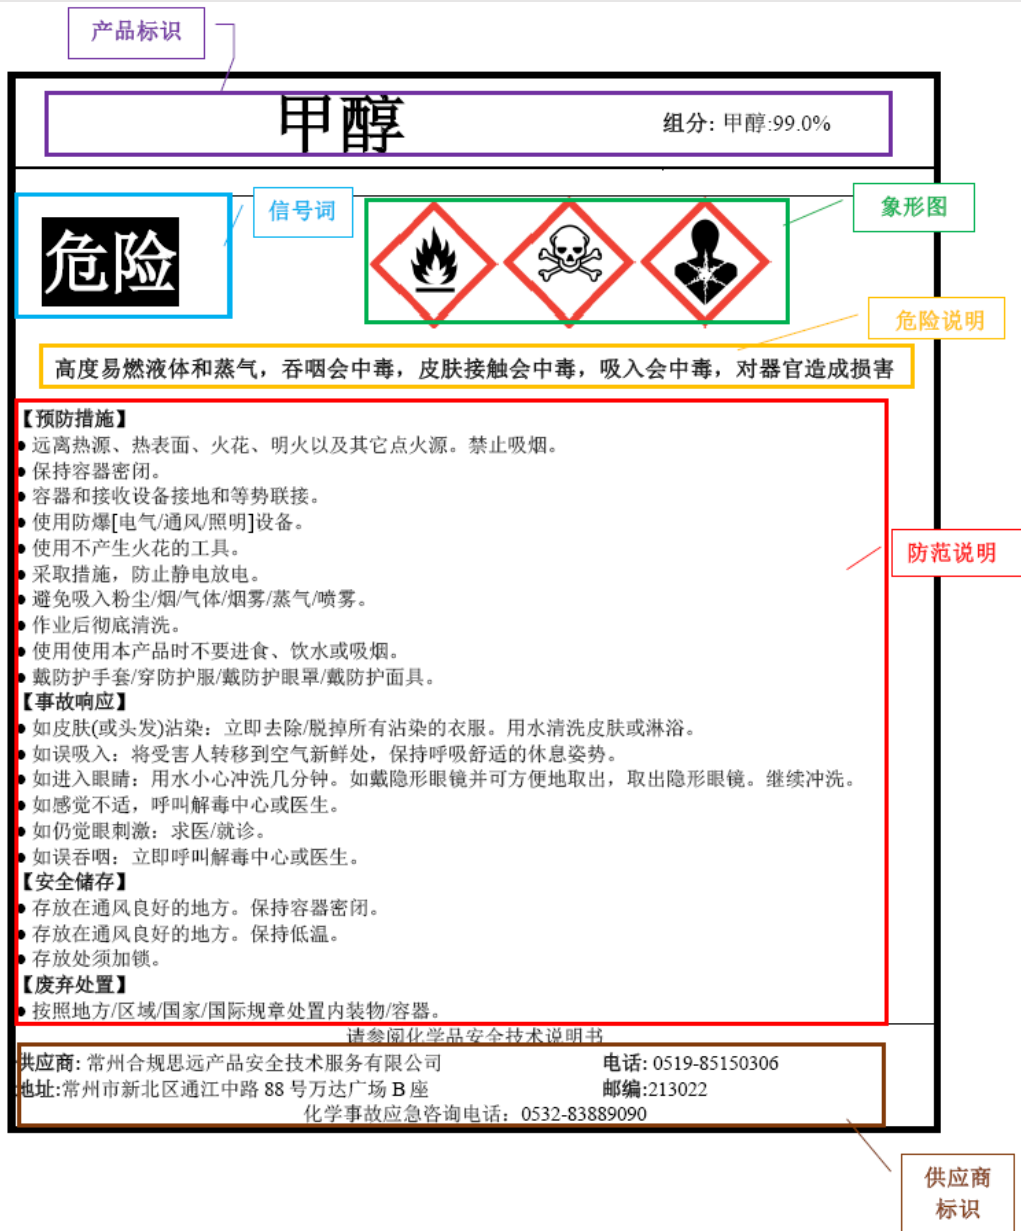 产品标识
甲醇
组分: 甲醇:99.0%
信号词
象形图
危险
危险说明
高度易燃液体和蒸气，吞咽会中毒，皮肤接触会中毒，吸入会中毒，对器官造成损害
【预防措施】
● 远离热源、热表面、火花、明火以及其它点火源。禁止吸烟。
● 保持容器密闭。
● 容器和接收设备接地和等势联接。
● 使用防爆[电气/通风/照明]设备。
● 使用不产生火花的工具。
● 采取措施，防止静电放电。
● 避免吸入粉尘/烟/气体/烟雾/蒸气/喷雾。
● 作业后彻底清洗。
● 使用使用本产品时不要进食、饮水或吸烟。
● 戴防护手套/穿防护服/戴防护眼罩/戴防护面具。
防范说明
【事故响应】
● 如皮肤(或头发)沾染：立即去除/脱掉所有沾染的衣服。用水清洗皮肤或淋浴。
● 如误吸入：将受害人转移到空气新鲜处，保持呼吸舒适的休息姿势。
● 如进入眼睛：用水小心冲洗几分钟。如戴隐形眼镜并可方便地取出，取出隐形眼镜。继续冲洗。
● 如感觉不适，呼叫解毒中心或医生。
● 如仍觉眼刺激：求医/就诊。
● 如误吞咽：立即呼叫解毒中心或医生。
【安全储存】
● 存放在通风良好的地方。保持容器密闭。
● 存放在通风良好的地方。保持低温。
● 存放处须加锁。
【废弃处置】
● 按照地方/区域/国家/国际规章处置内装物/容器。
请参阅化学品安全技术说明书
供应商: 常州合规思远产品安全技术服务有限公司 电话: 0519-85150306
地址:常州市新北区通江中路 88 号万达广场 B 座 邮编:213022
化学事故应急咨询电话：0532-83889090
供应商
标识